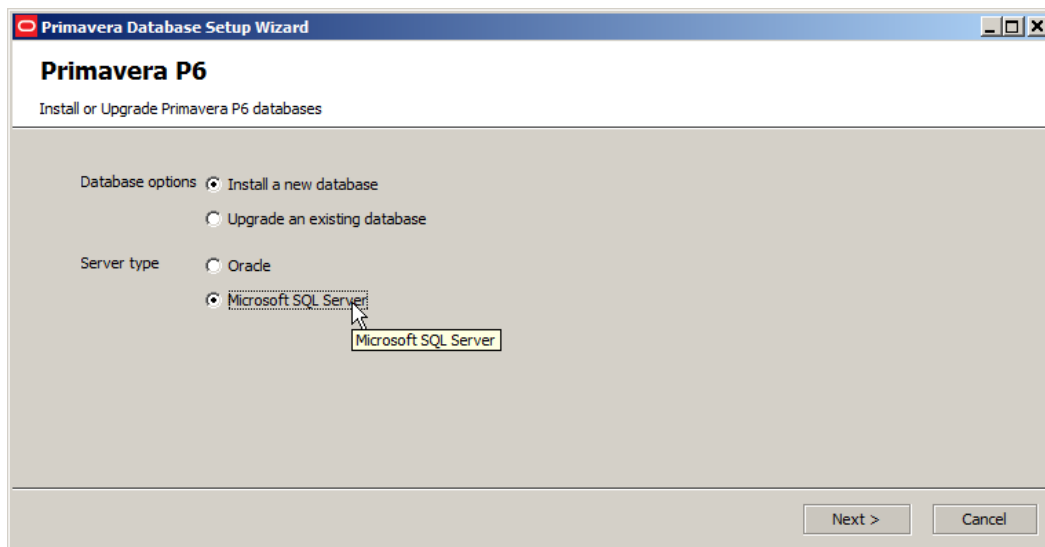 Primavera Database Setup Wizard
Primavera P6
Install or Upgrade Primavera P6 databases
Database options Install a new database
Upgrade an existing database
Server type Oracle
Microsoft SQL Server
Microsoft SQL Server
Next > Cancel